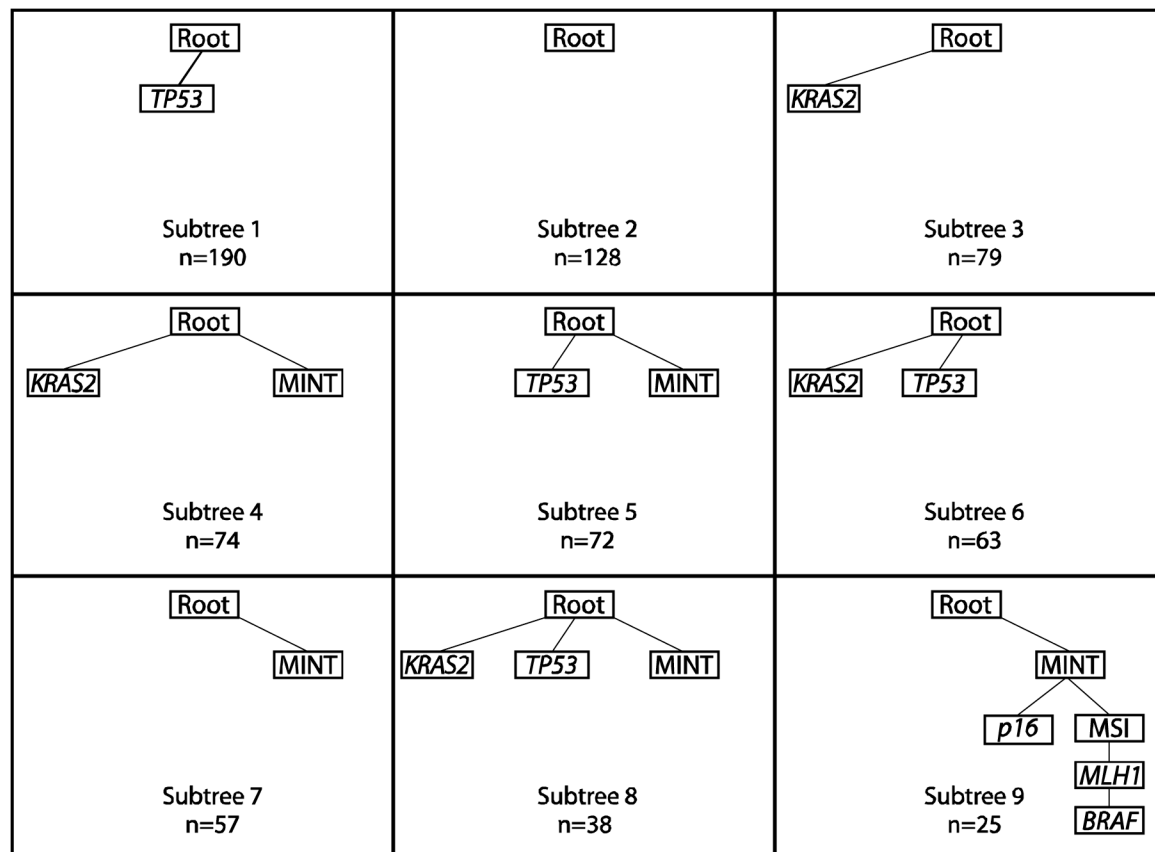 Root
TP53
Subtree 1
n=190
Root
Subtree 2
n=128
Root
KRAS2
Subtree 3
n=79
Root
KRAS2 MINT
Subtree 4
n=74
Root
TP53 MINT
Subtree 5
n=72
Root
KRAS2 TP53
Subtree 6
n=63
Root
MINT
Subtree 7
n=57
Root
KRAS2 TP53 MINT
Subtree 8
n=38
Root
MINT
p16 MSI
MLH1
BRAF
Subtree 9
n=25